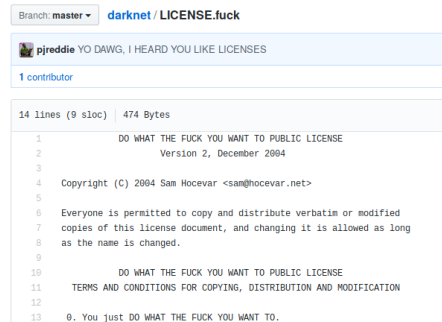 Branch: master darknet / LICENSE.fuck
pjreddie YO DAWG, I HEARD YOU LIKE LICENSES
1 contributor
14 lines (9 sloc) 474 Bytes
1 DO WHAT THE FUCK YOU WANT TO PUBLIC LICENSE
2 Version 2, December 2004
3
4 Copyright (C) 2004 Sam Hocevar <sam@hocevar.net>
5
6 Everyone is permitted to copy and distribute verbatim or modified
7 copies of this license document, and changing it is allowed as long
8 as the name is changed.
9
10 DO WHAT THE FUCK YOU WANT TO PUBLIC LICENSE
11 TERMS AND CONDITIONS FOR COPYING, DISTRIBUTION AND MODIFICATION
12
13 0. You just DO WHAT THE FUCK YOU WANT TO.